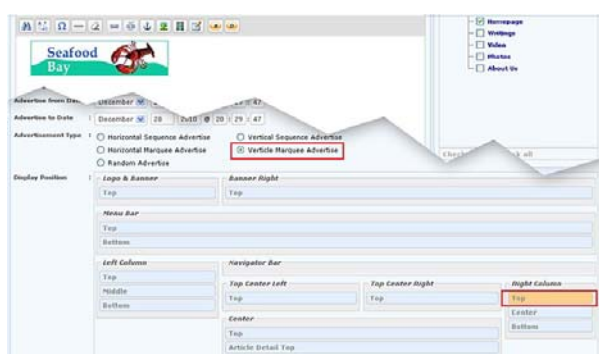 Homepage
Writings
Video
Photos
About Us
Seafood
Bay
Advertise from Date December
Advertise to Date : December 28 2010 @ 20 : 29 : 47
Advertisement Type : Horizontal Sequence Advertise Vertical Sequence Advertise
Horizontal Marquee Advertise Verticle Marquee Advertise
Random Advertise
Display Position : Logo & Banner Banner Right
Top Top
Menu Bar
Top
Bottom
Left Column Navigator Bar
Top Top Center Left Top Center Right Right Column
Middle Top Top Top
Bottom Center
Center Bottom
Top
Article Detail Top